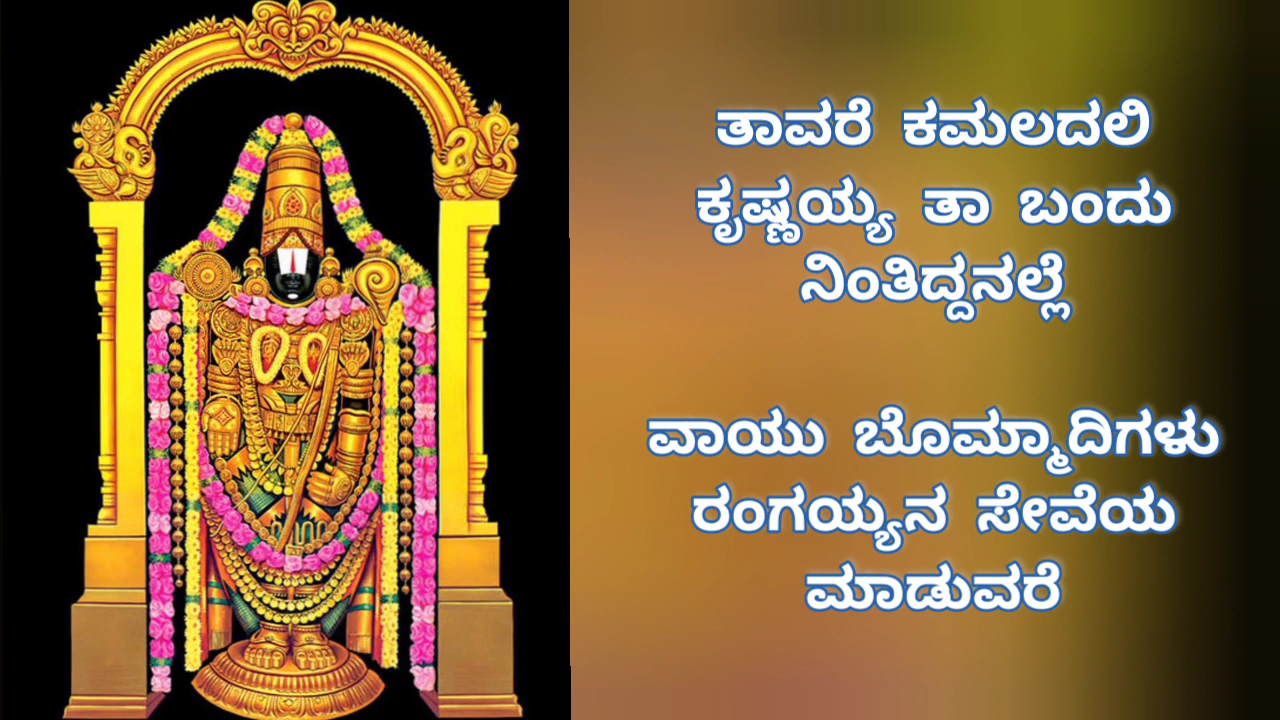 ತಾವರೆ ಕಮಲದಲಿ
ಕೃಷ್ಣಯ್ಯ ತಾ ಬಂದು
ನಿಂತಿದ್ದನಲ್ಲೆ
ವಾಯು ಬೊಮ್ಮಾದಿಗಳು
ರಂಗಯ್ಯನ ಸೇವೆಯ
ಮಾಡುವರೆ